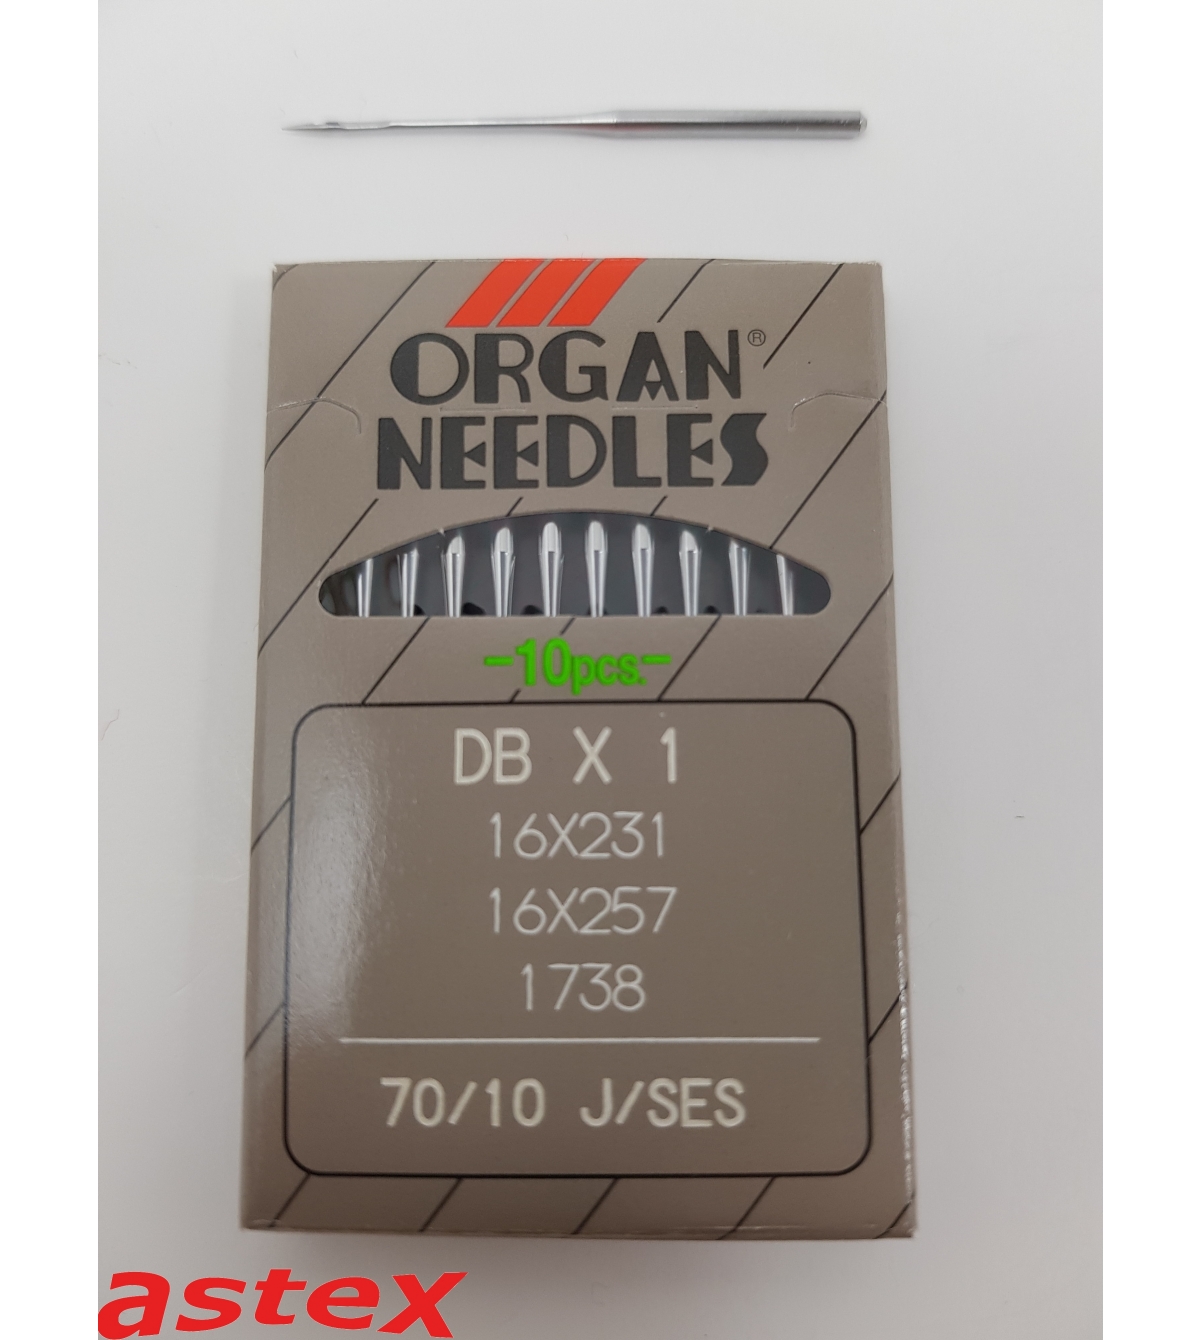 ORGAN®
NEEDLES
-10pcs.-
DB X 1
16X231
16X257
1738
70/10 J/SES
astex